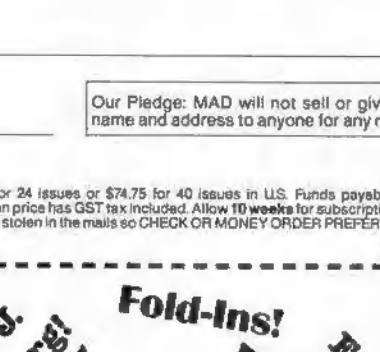 Our Pledge: MAD will not sell or giv
name and address to anyone for any r
or 24 issues or $74.75 for 40 issues in U.S. Funds payab
n price has GST tax included. Allow 10 weeks for subscripti
stolen in the mails so CHECK OR MONEY ORDER PREFER
Fold-Ins!